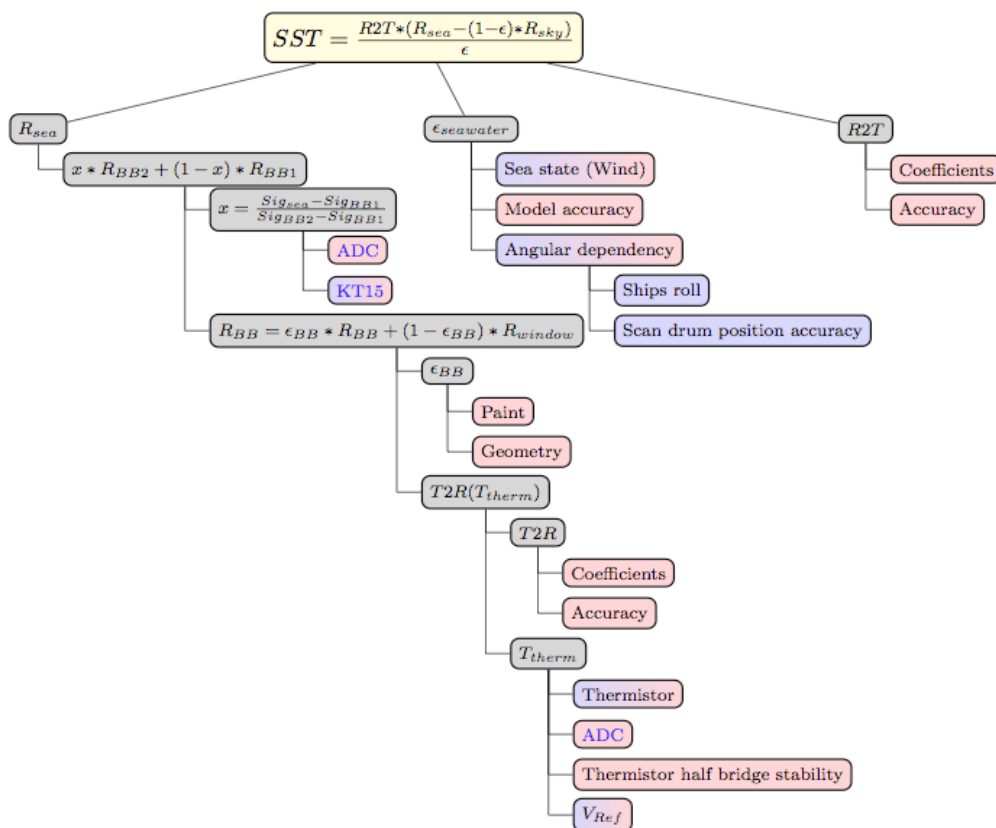 SST = R2T*(R_sea−(1−ϵ)*R_sky) / ϵ
R_sea
ϵ_seawater
R2T
x * R_BB2 + (1 − x) * R_BB1
Sea state (Wind)
Coefficients
x = Sig_sea−Sig_BB1 / Sig_BB2−Sig_BB1
Model accuracy
Accuracy
ADC
Angular dependency
KT15
Ships roll
R_BB = ϵ_BB * R_BB + (1 − ϵ_BB) * R_window
Scan drum position accuracy
ϵ_BB
Paint
Geometry
T2R(T_therm)
T2R
Coefficients
Accuracy
T_therm
Thermistor
ADC
Thermistor half bridge stability
V_Ref